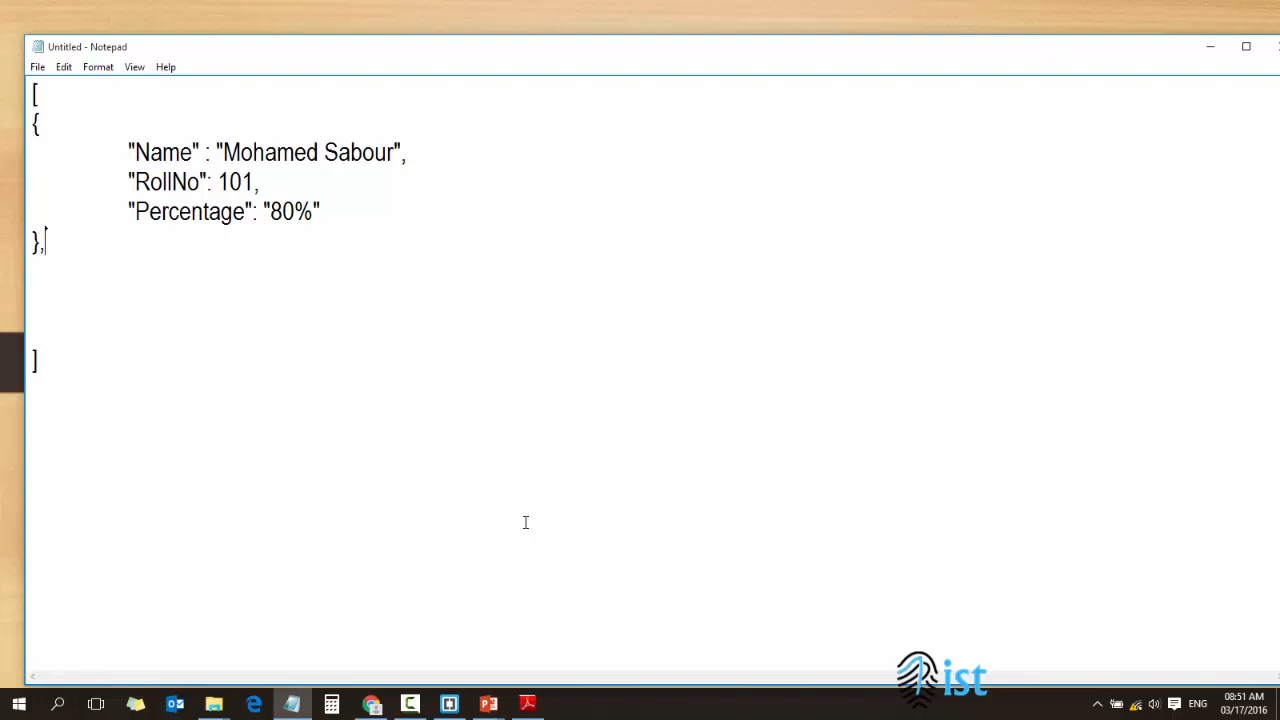 Untitled - Notepad
File Edit Format View Help
[
{
"Name" : "Mohamed Sabour",
"RollNo": 101,
"Percentage": "80%"
},
]
ist
ENG
08:51 AM
03/17/2016